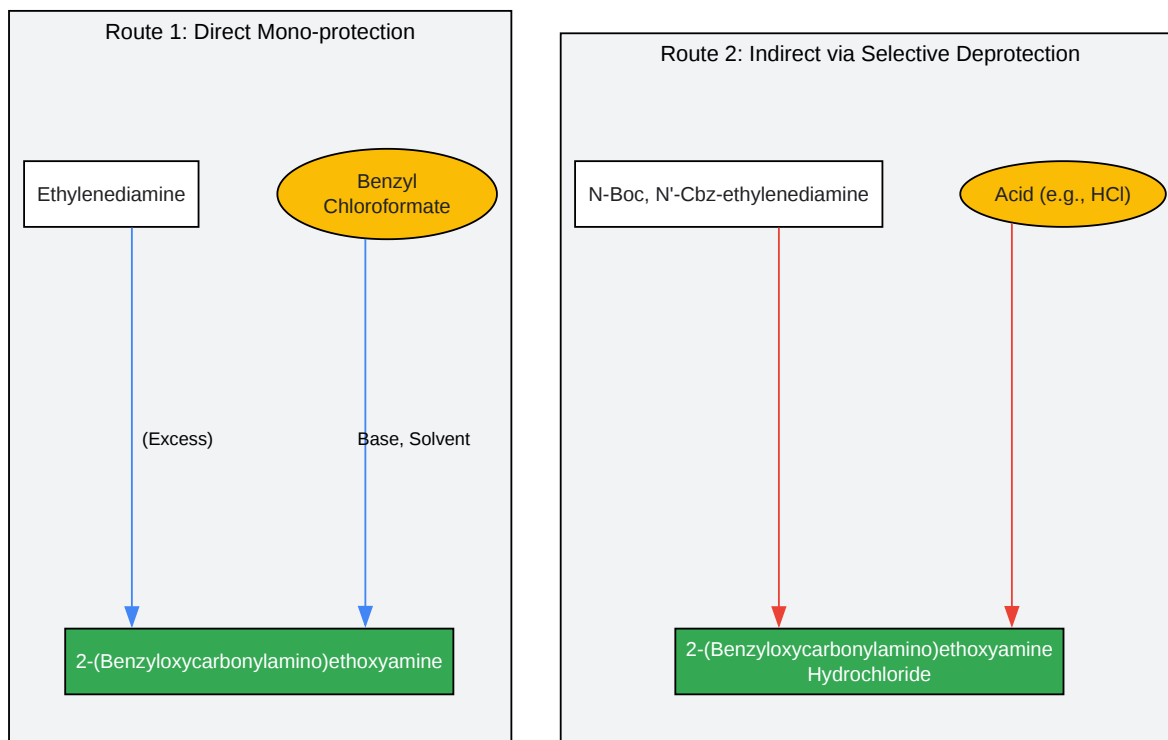 Route 1: Direct Mono-protection
Ethylenediamine
Benzyl
Chloroformate
(Excess)
Base, Solvent
2-(Benzyloxycarbonylamino)ethoxyamine
Route 2: Indirect via Selective Deprotection
N-Boc, N'-Cbz-ethylenediamine
Acid (e.g., HCl)
2-(Benzyloxycarbonylamino)ethoxyamine
Hydrochloride